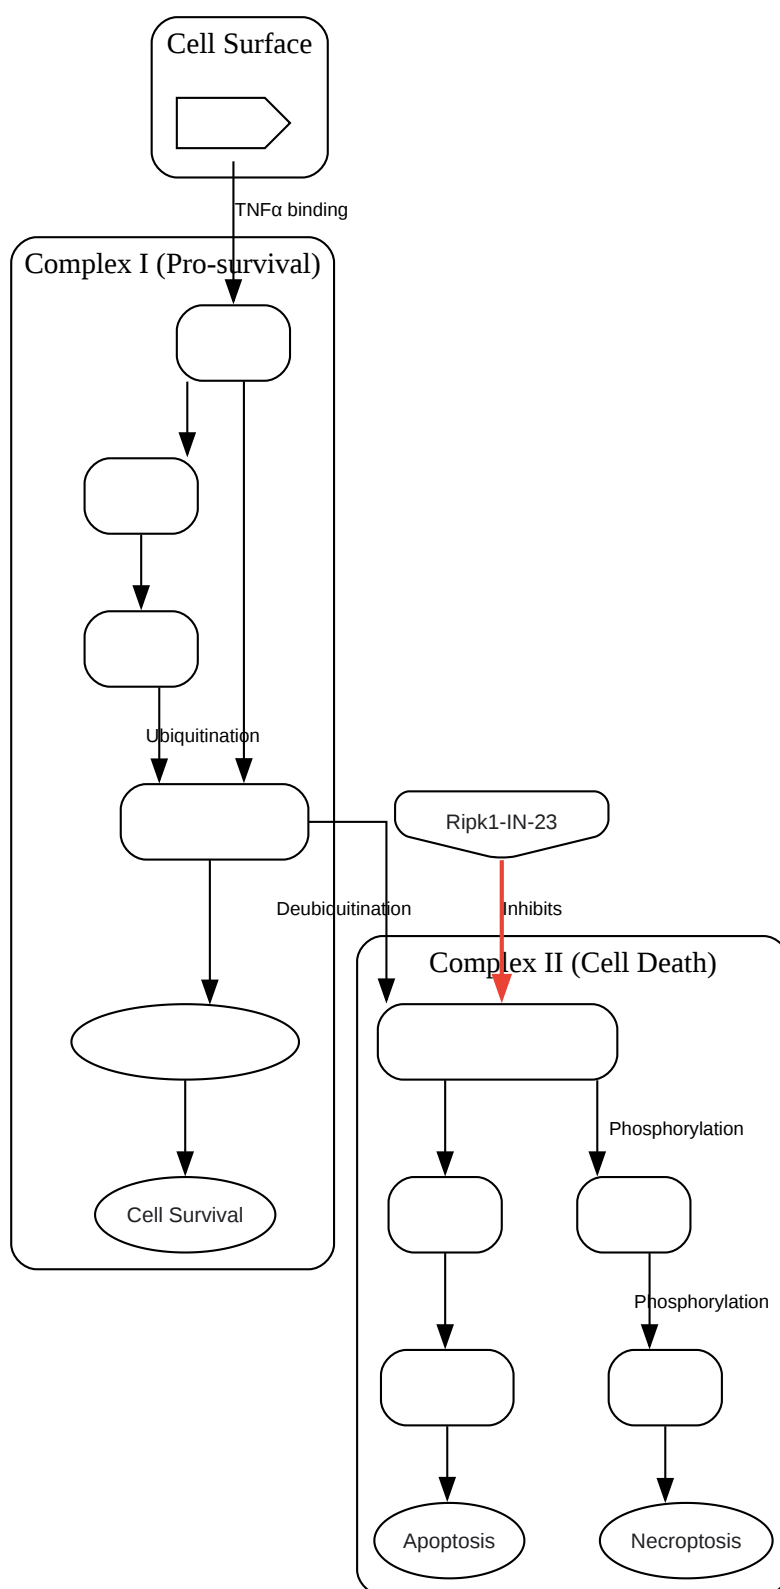 Cell Surface
TNFα binding
Complex I (Pro-survival)
Ubiquitination
Ripk1-IN-23
Deubiquitination
Inhibits
Complex II (Cell Death)
Phosphorylation
Cell Survival
Phosphorylation
Apoptosis
Necroptosis